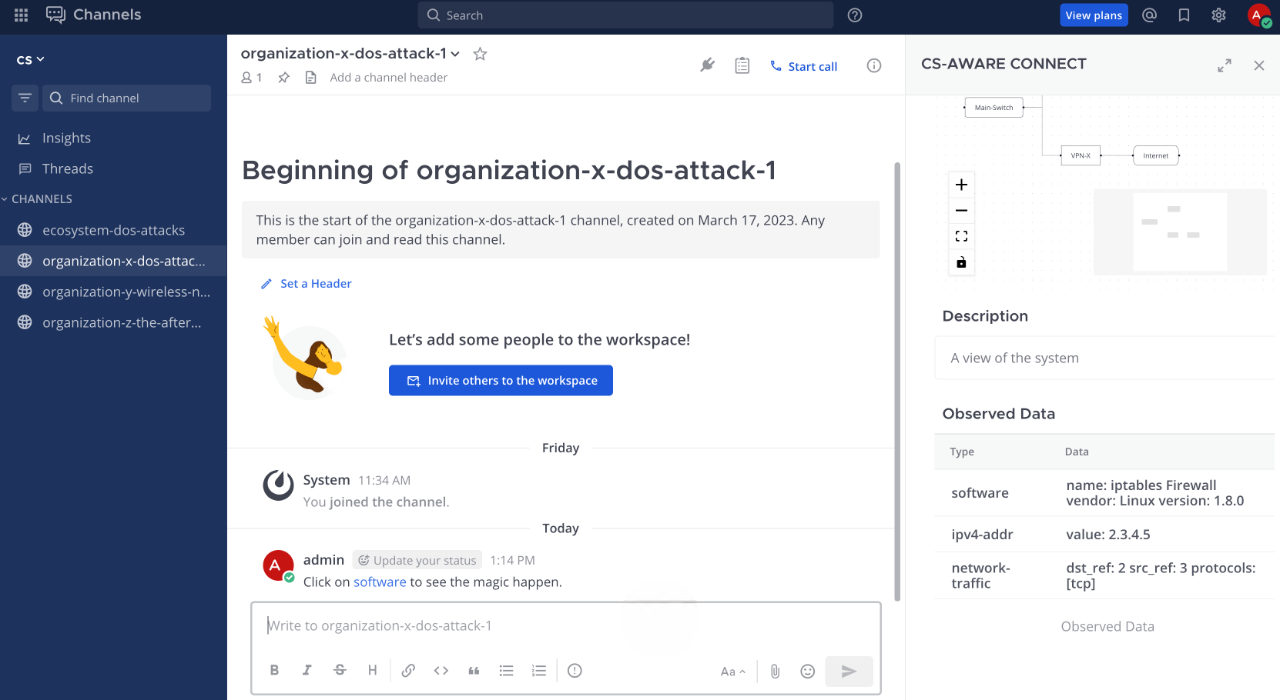 Channels
Search
View plans
A
CS
Find channel
Insights
Threads
CHANNELS
ecosystem-dos-attacks
organization-x-dos-attac...
organization-y-wireless-n...
organization-z-the-after...
organization-x-dos-attack-1
1
Add a channel header
Start call
Beginning of organization-x-dos-attack-1
This is the start of the organization-x-dos-attack-1 channel, created on March 17, 2023. Any
member can join and read this channel.
Set a Header
Let's add some people to the workspace!
Invite others to the workspace
Friday
System 11:34 AM
You joined the channel.
Today
A
admin Update your status 1:14 PM
Click on software to see the magic happen.
Write to organization-x-dos-attack-1
B I S H
Aa
CS-AWARE CONNECT
Main-Switch
VPN-X
Internet
Description
A view of the system
Observed Data
Type Data
software name: iptables Firewall
vendor: Linux version: 1.8.0
ipv4-addr value: 2.3.4.5
network- dst_ref: 2 src_ref: 3 protocols:
traffic [tcp]
Observed Data